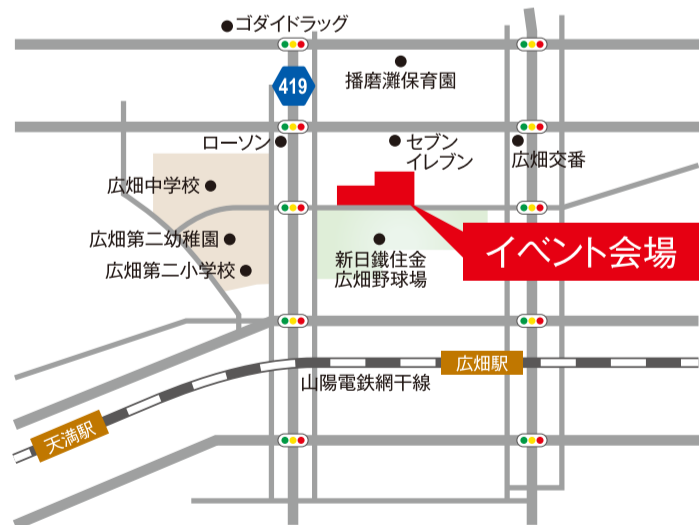 ゴダイドラッグ
419
播磨灘保育園
ローソン
セブン
イレブン
広畑交番
広畑中学校
広畑第二幼稚園
広畑第二小学校
新日鐵住金
広畑野球場
イベント会場
広畑駅
山陽電鉄網干線
天満駅